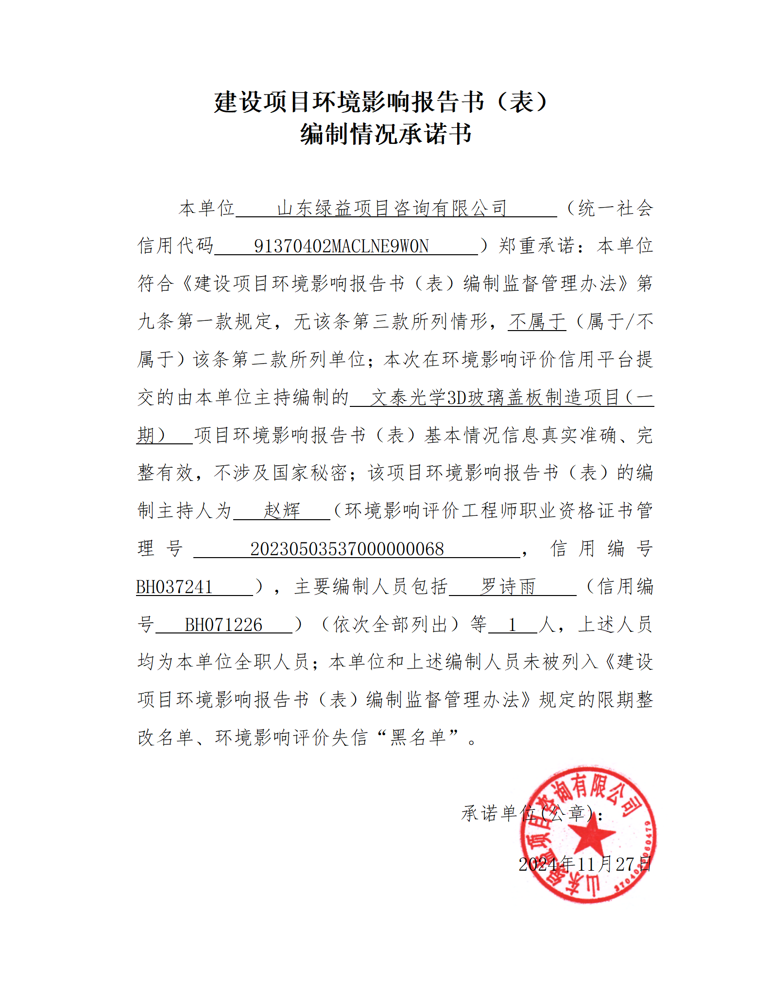 建设项目环境影响报告书（表）
编制情况承诺书
本单位 山东绿益项目咨询有限公司 （统一社会
信用代码 91370402MACLNE9W0N ）郑重承诺：本单位
符合《建设项目环境影响报告书（表）编制监督管理办法》第
九条第一款规定，无该条第三款所列情形，不属于（属于/不
属于）该条第二款所列单位；本次在环境影响评价信用平台提
交的由本单位主持编制的 文泰光学3D玻璃盖板制造项目（一
期） 项目环境影响报告书（表）基本情况信息真实准确、完
整有效，不涉及国家秘密；该项目环境影响报告书（表）的编
制主持人为 赵辉 （环境影响评价工程师职业资格证书管
理号 20230503537000000068 ，信用编号
BH037241 ），主要编制人员包括 罗诗雨 （信用编
号 BH071226 ）（依次全部列出）等 1 人，上述人员
均为本单位全职人员；本单位和上述编制人员未被列入《建设
项目环境影响报告书（表）编制监督管理办法》规定的限期整
改名单、环境影响评价失信“黑名单”。
承诺单位(公章)：
2024年11月27日
山东绿益项目咨询有限公司